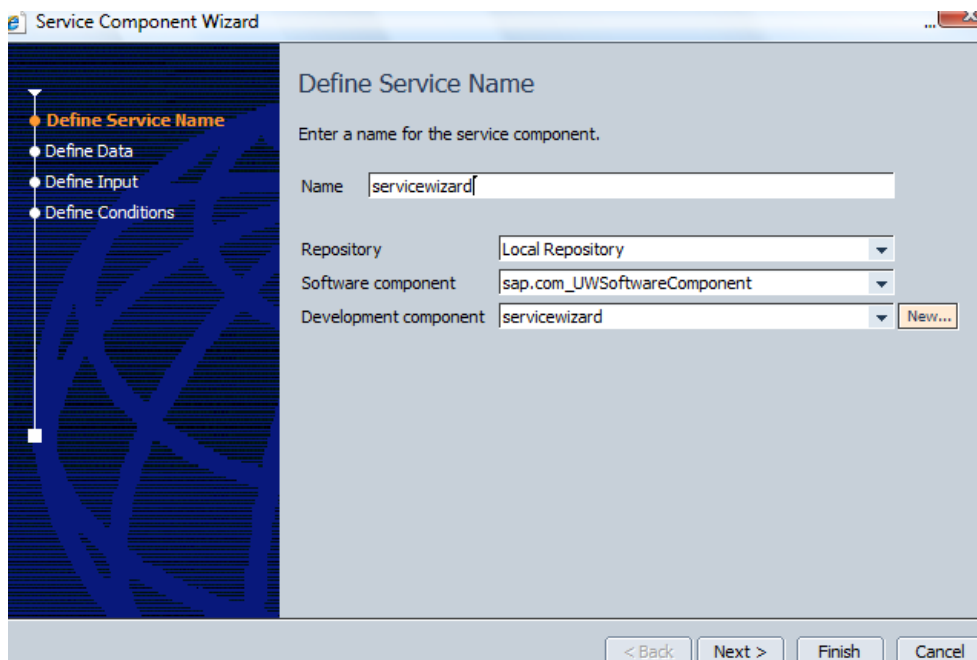 Service Component Wizard
...
Define Service Name
Define Data
Define Input
Define Conditions
Define Service Name
Enter a name for the service component.
Name servicewizard
Repository Local Repository
Software component sap.com_UWSoftwareComponent
Development component servicewizard New...
< Back Next > Finish Cancel